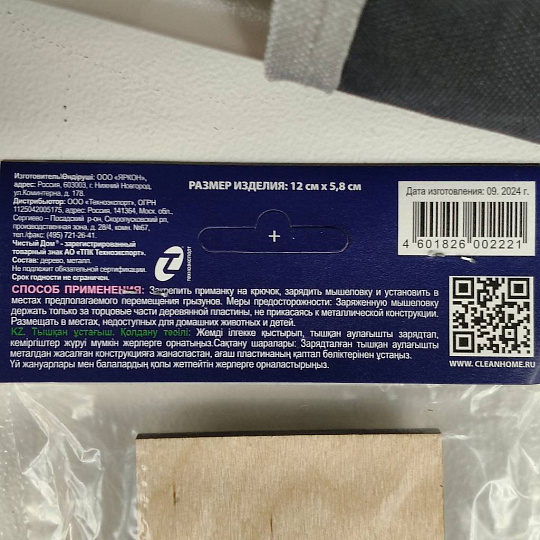 Изготовитель\Өндіруші: ООО «ЯРКОН»,
адрес: Россия, 603003, г. Нижний Новгород,
ул.Коминтерна, д. 178.
Дистрибьютор: ООО «Техноэкспорт», ОГРН
1125042005175, адрес: Россия, 141364, Моск. обл.,
Сергиево – Посадский р-он, Скоропусковский рп,
производственная зона, д. 28/4, комн. №67,
тел./факс: (495) 721-26-41.
Чистый Дом® - зарегистрированный
товарный знак АО «ТПК Техноэкспорт».
Состав: дерево, металл.
Не подлежит обязательной сертификации.
Срок годности не ограничен.
РАЗМЕР ИЗДЕЛИЯ: 12 см x 5,8 см
ТЕХНОЭКСПОРТ
Дата изготовления: 09. 2024 г.
4 601826 002221
СПОСОБ ПРИМЕНЕНИЯ: Закрепить приманку на крючок, зарядить мышеловку и установить в
местах предполагаемого перемещения грызунов. Меры предосторожности: Заряженную мышеловку
держать только за торцовые части деревянной пластины, не прикасаясь к металлической конструкции.
Размещать в местах, недоступных для домашних животных и детей.
KZ. Тышқан ұстағыш. Қолдану тәсілі: Жемді ілгекке қыстырып, тышқан аулағышты зарядтап,
кеміргіштер жүруі мүмкін жерлерге орнатыңыз.Сақтану шаралары: Зарядталған тышқан аулағышты
металдан жасалған конструкцияға жанаспастан, ағаш пластинаның қаптал бөліктерінен ұстаңыз.
Үй жануарлары мен балалардың қолы жетпейтін жерлерге орналастырыңыз.
WWW.CLEANHOME.RU